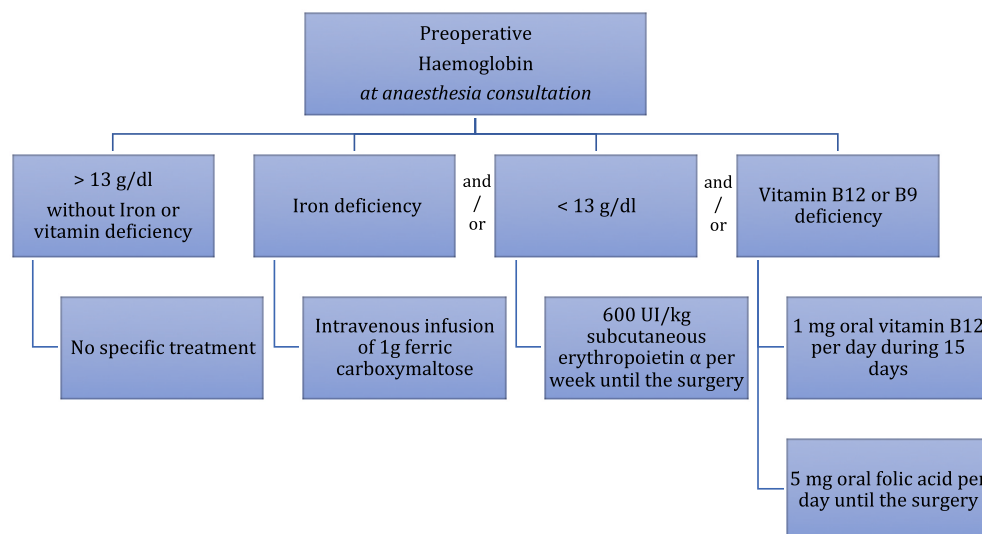 Preoperative
Haemoglobin
at anaesthesia consultation
> 13 g/dl
without Iron or
vitamin deficiency
Iron deficiency
and
/
or
< 13 g/dl
and
/
or
Vitamin B12 or B9
deficiency
No specific treatment
Intravenous infusion
of 1g ferric
carboxymaltose
600 UI/kg
subcutaneous
erythropoietin α per
week until the surgery
1 mg oral vitamin B12
per day during 15
days
5 mg oral folic acid per
day until the surgery